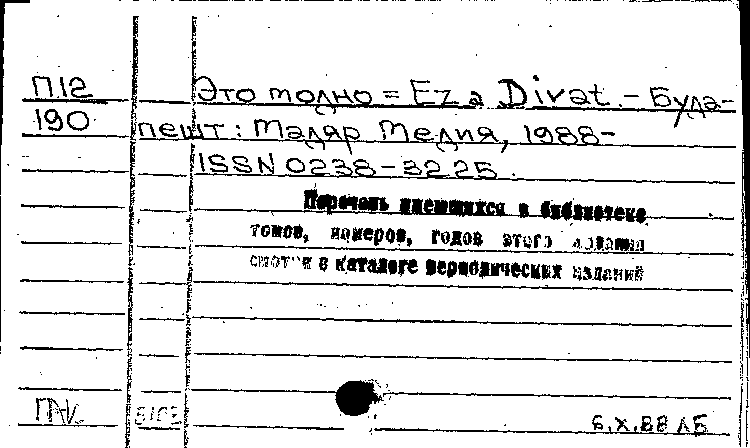 П12 Это модно = Ez a Divat. - Буда-
190 пешт: Мадяр Медия, 1988-
ISSN 0238-3225.
Перечень имеющихся в библиотеке
томов, номеров, годов этого издания
смотри в каталоге периодических изданий
ПАК
6.X.88 ЛБ